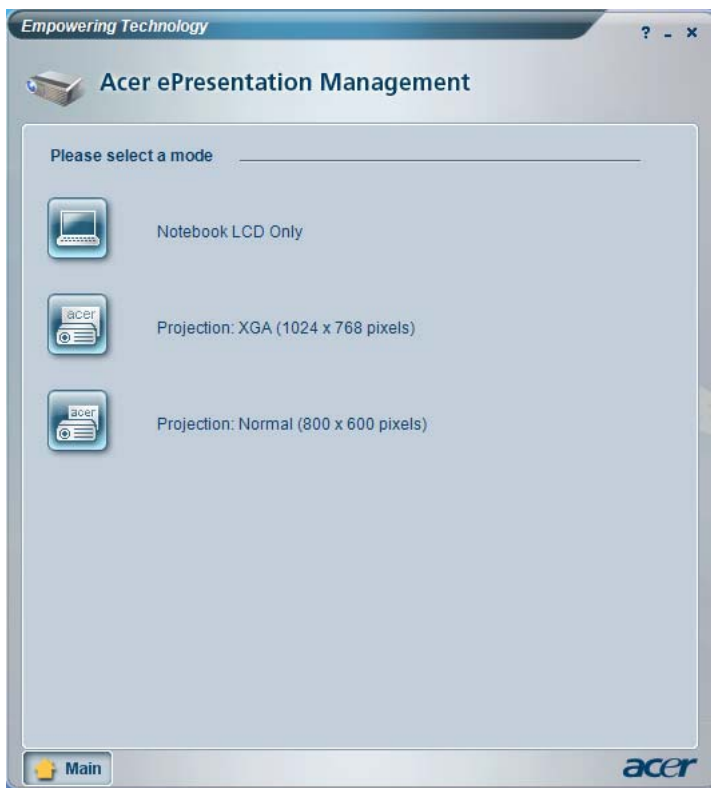 Empowering Technology
? - x
Acer ePresentation Management
Please select a mode
Notebook LCD Only
acer
Projection: XGA (1024 x 768 pixels)
acer
Projection: Normal (800 x 600 pixels)
Main
acer